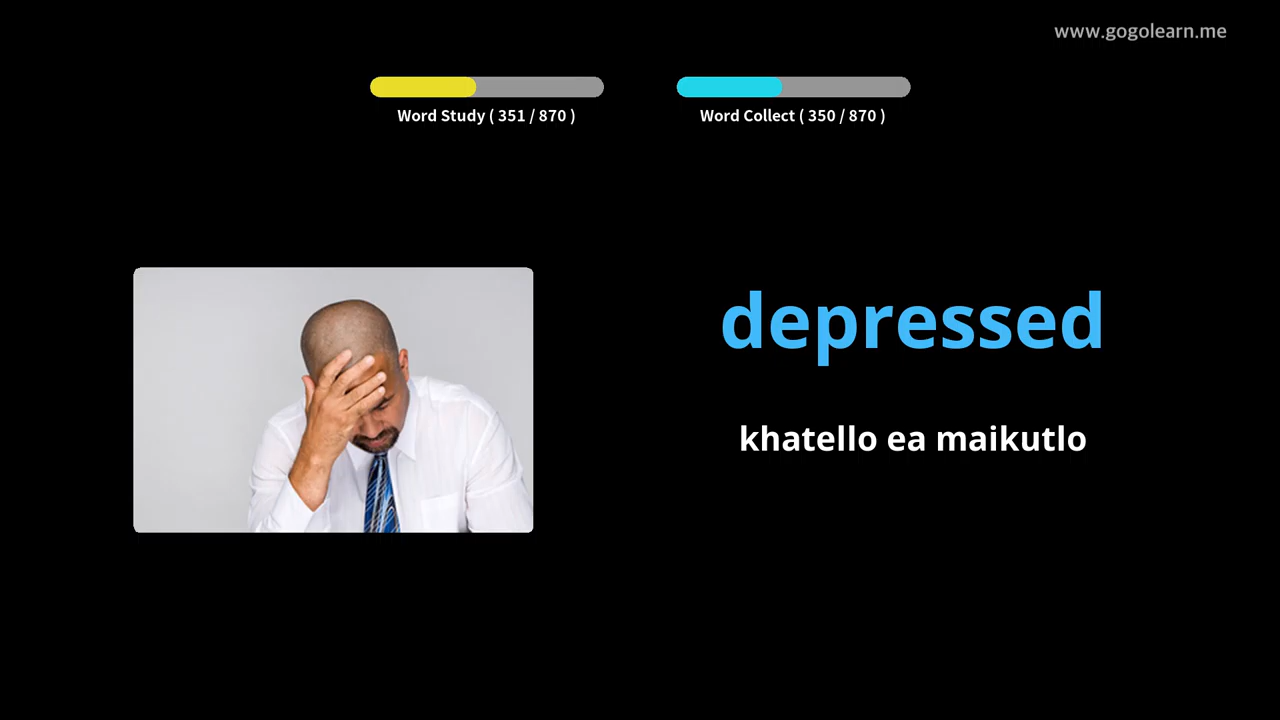 www.gogolearn.me
Word Study ( 351 / 870 )
Word Collect ( 350 / 870 )
depressed
khatello ea maikutlo